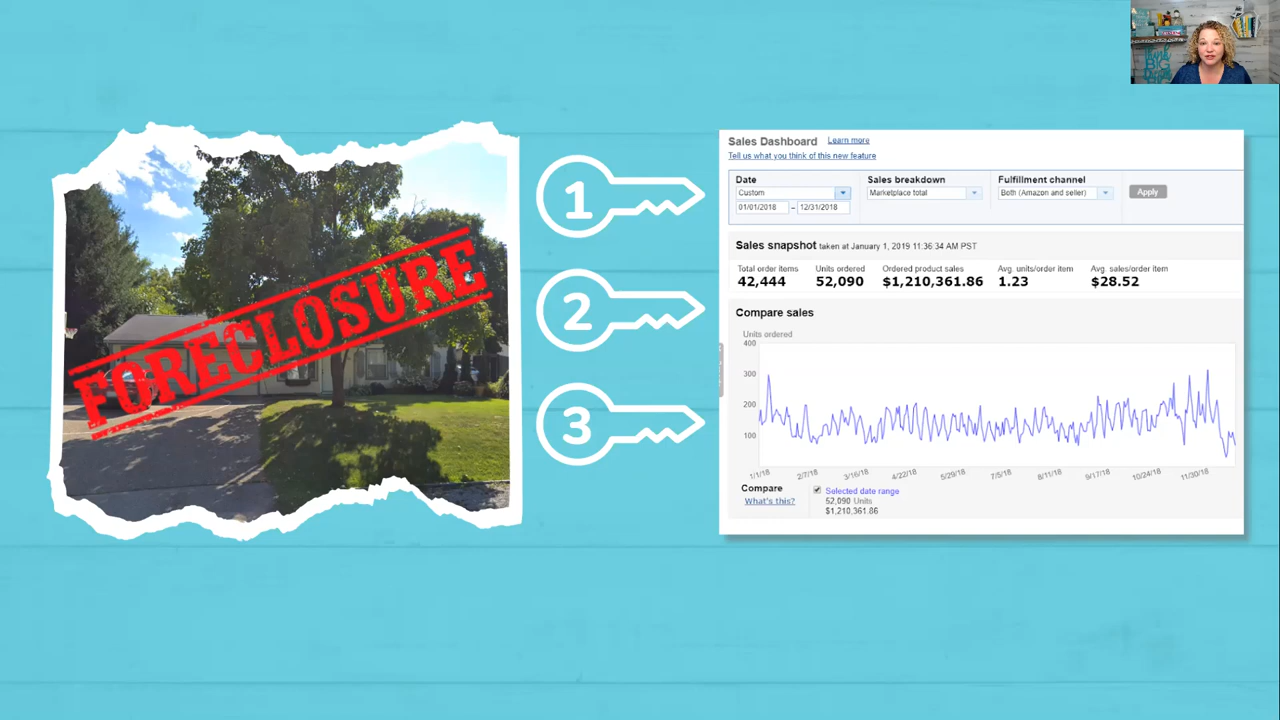 FORECLOSURE
1
2
3
Sales Dashboard Learn more
Tell us what you think of this new feature
Date Sales breakdown Fulfillment channel
Custom Marketplace total Both (Amazon and seller) Apply
01/01/2018 – 12/31/2018
Sales snapshot taken at January 1, 2019 11:36:34 AM PST
Total order items Units ordered Ordered product sales Avg. units/order item Avg. sales/order item
42,444 52,090 $1,210,361.86 1.23 $28.52
Compare sales
Units ordered
400
300
200
100
1/1/18 2/7/18 3/16/18 4/22/18 5/29/18 7/5/18 8/11/18 9/17/18 10/24/18 11/30/18
Compare Selected date range
What's this? 52,090 Units
$1,210,361.86